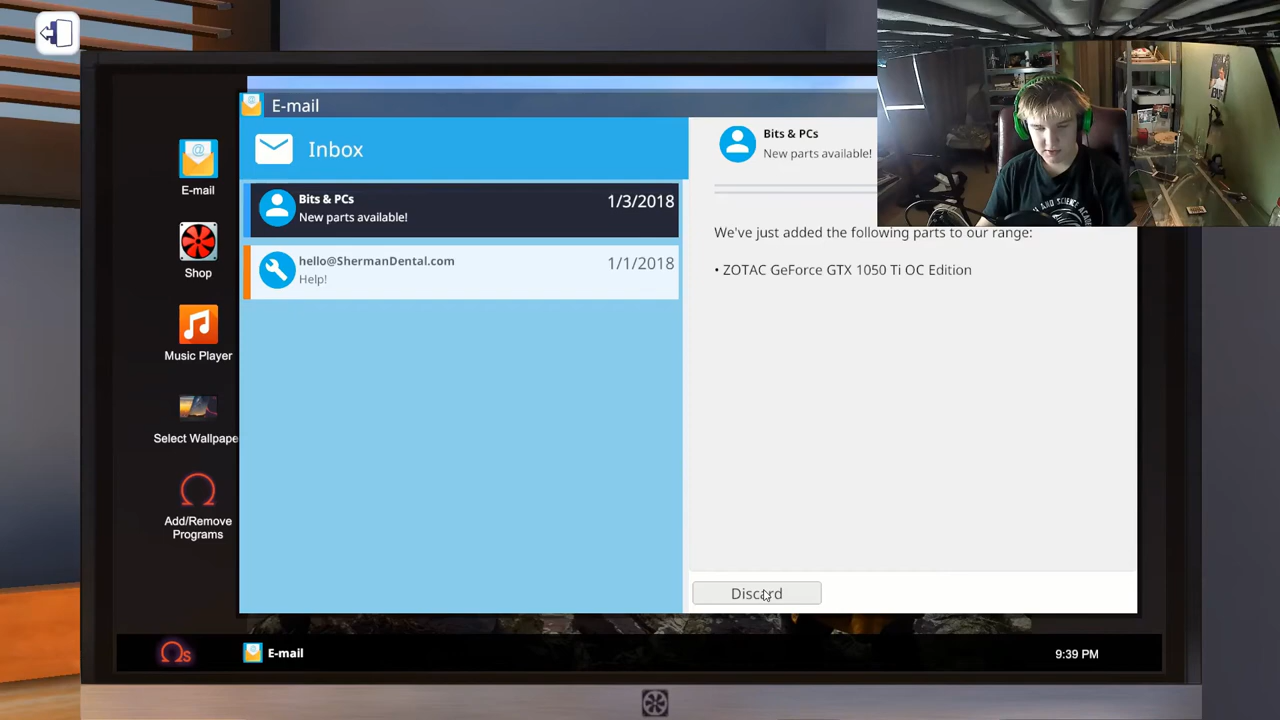 E-mail
Inbox
Bits & PCs
New parts available!
1/3/2018
hello@ShermanDental.com
Help!
1/1/2018
Bits & PCs
New parts available!
We've just added the following parts to our range:
• ZOTAC GeForce GTX 1050 Ti OC Edition
Discard
E-mail
Shop
Music Player
Select Wallpape
Add/Remove
Programs
Ωs
E-mail
9:39 PM